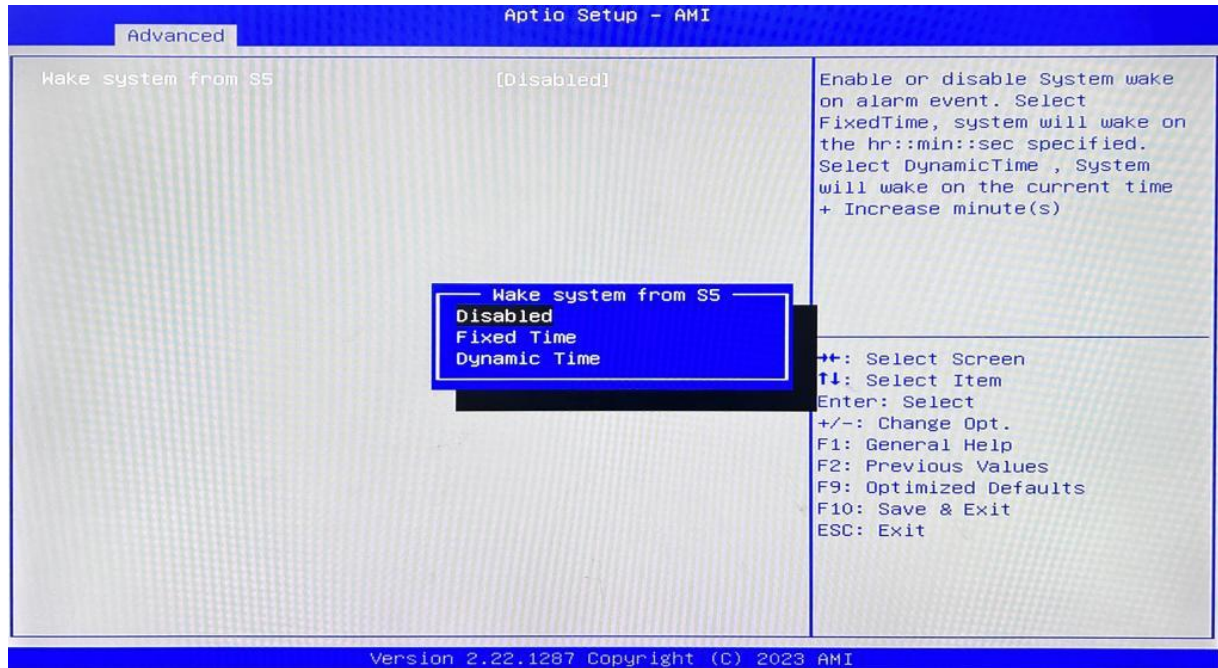 Aptio Setup – AMI
Advanced
Wake system from S5 [Disabled]
Enable or disable System wake
on alarm event. Select
FixedTime, system will wake on
the hr::min::sec specified.
Select DynamicTime , System
will wake on the current time
+ Increase minute(s)
Wake system from S5
Disabled
Fixed Time
Dynamic Time
→←: Select Screen
↑↓: Select Item
Enter: Select
+/-: Change Opt.
F1: General Help
F2: Previous Values
F9: Optimized Defaults
F10: Save & Exit
ESC: Exit
Version 2.22.1287 Copyright (C) 2023 AMI